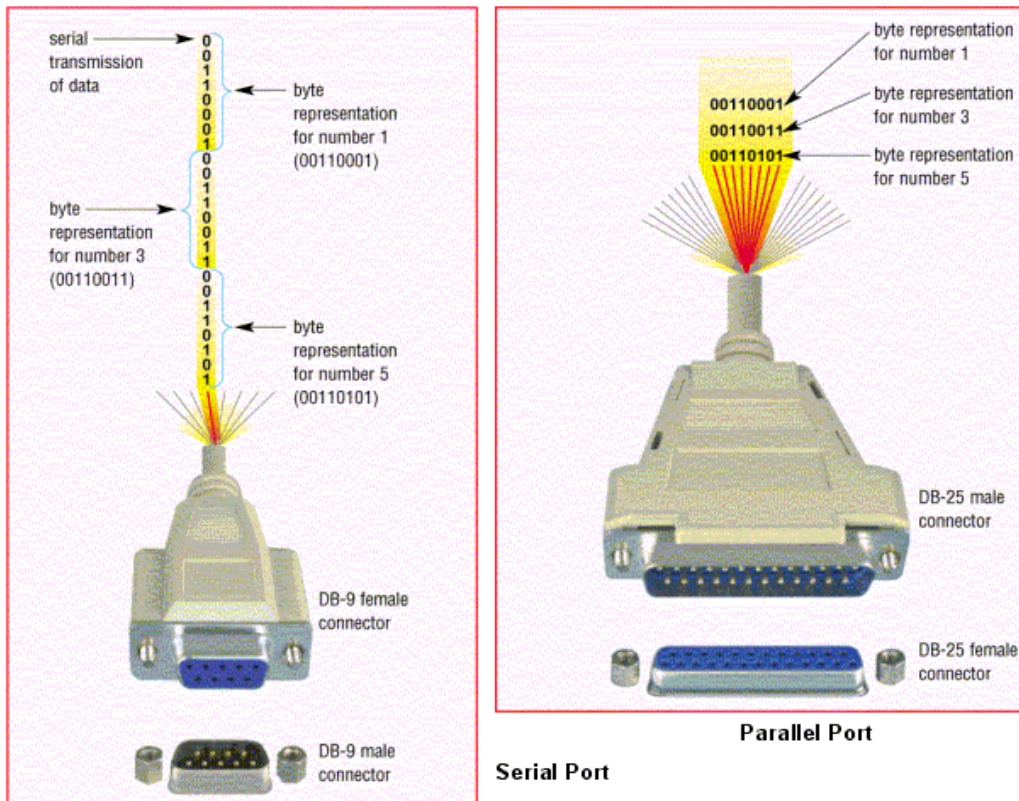 serial
transmission
of data
0
0
1
1
0
0
0
1
byte
representation
for number 1
(00110001)
0
0
1
1
0
0
1
1
byte
representation
for number 3
(00110011)
0
0
1
1
0
1
0
1
byte
representation
for number 5
(00110101)
DB-9 female
connector
DB-9 male
connector
byte representation
for number 1
00110001
byte representation
for number 3
00110011
byte representation
for number 5
00110101
DB-25 male
connector
DB-25 female
connector
Parallel Port
Serial Port